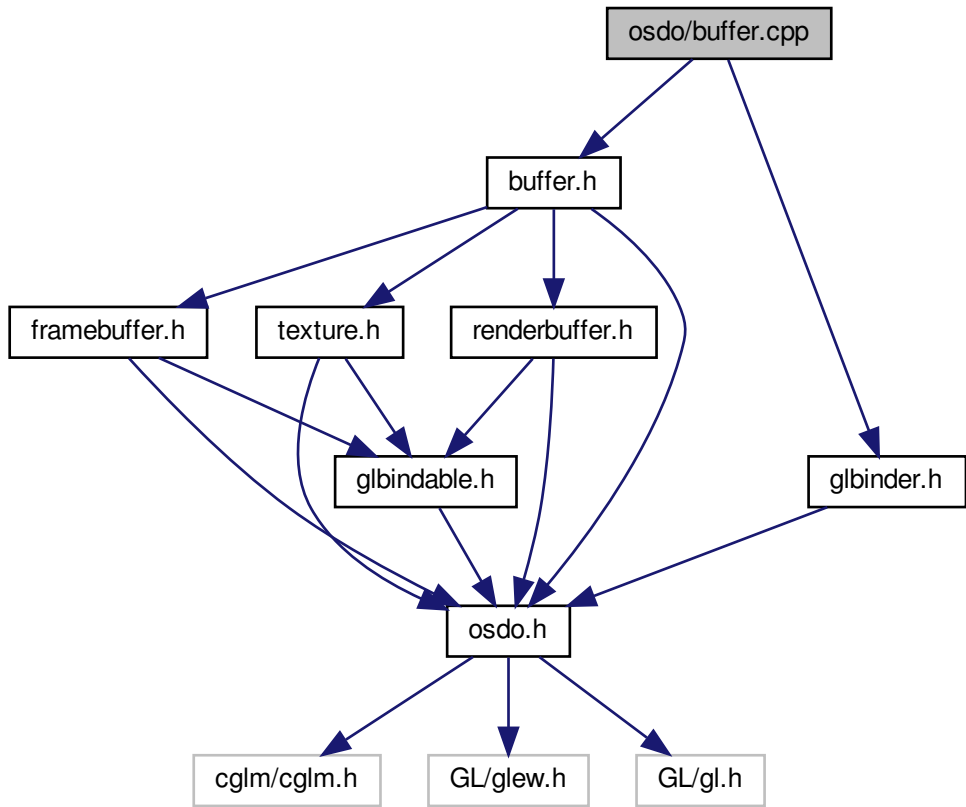 osdo/buffer.cpp
buffer.h
framebuffer.h
texture.h
renderbuffer.h
glbindable.h
glbinder.h
osdo.h
cglm/cglm.h
GL/glew.h
GL/gl.h